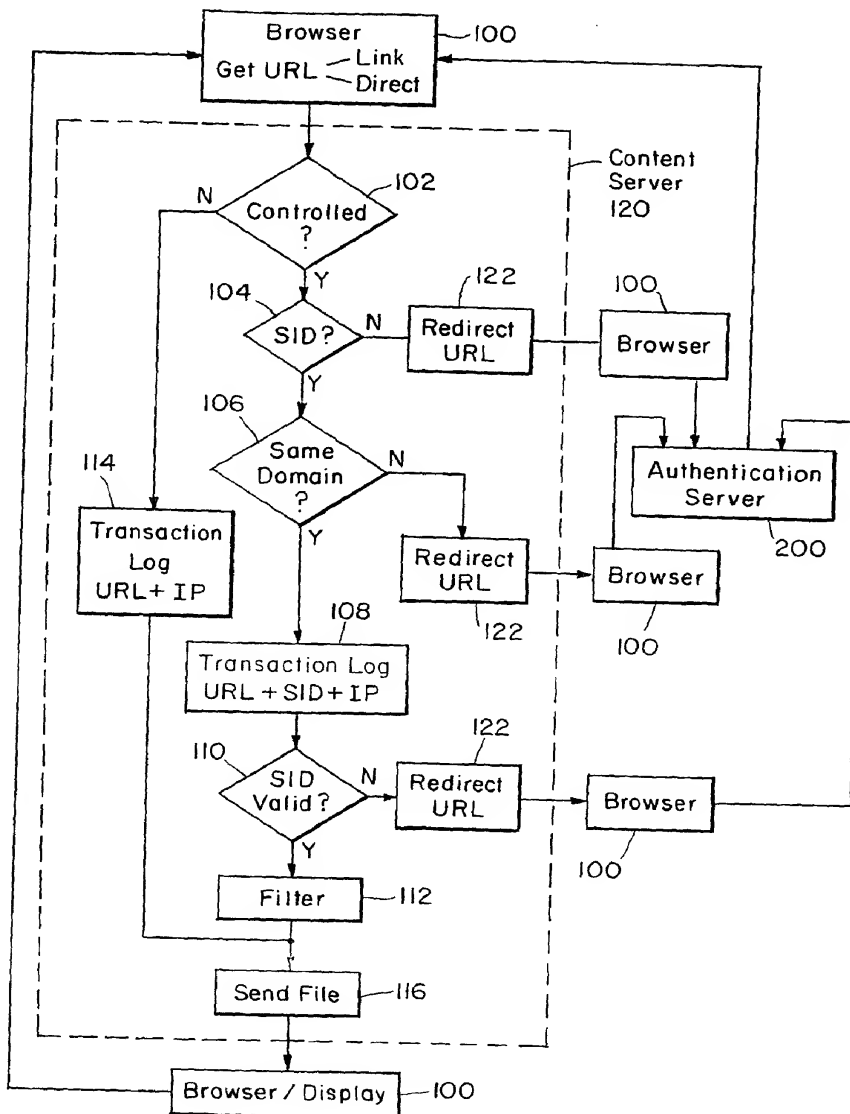 Browser
Get URL
Link
Direct
100
Content
Server
120
102
N
Controlled
?
Y
104
SID?
N
122
Redirect
URL
100
Browser
Y
106
Same
Domain
?
N
Authentication
Server
200
114
Transaction
Log
URL + IP
Y
Redirect
URL
122
Browser
100
108
Transaction Log
URL + SID + IP
110
SID
Valid?
N
122
Redirect
URL
Browser
100
Y
Filter
112
Send File
116
Browser / Display
100